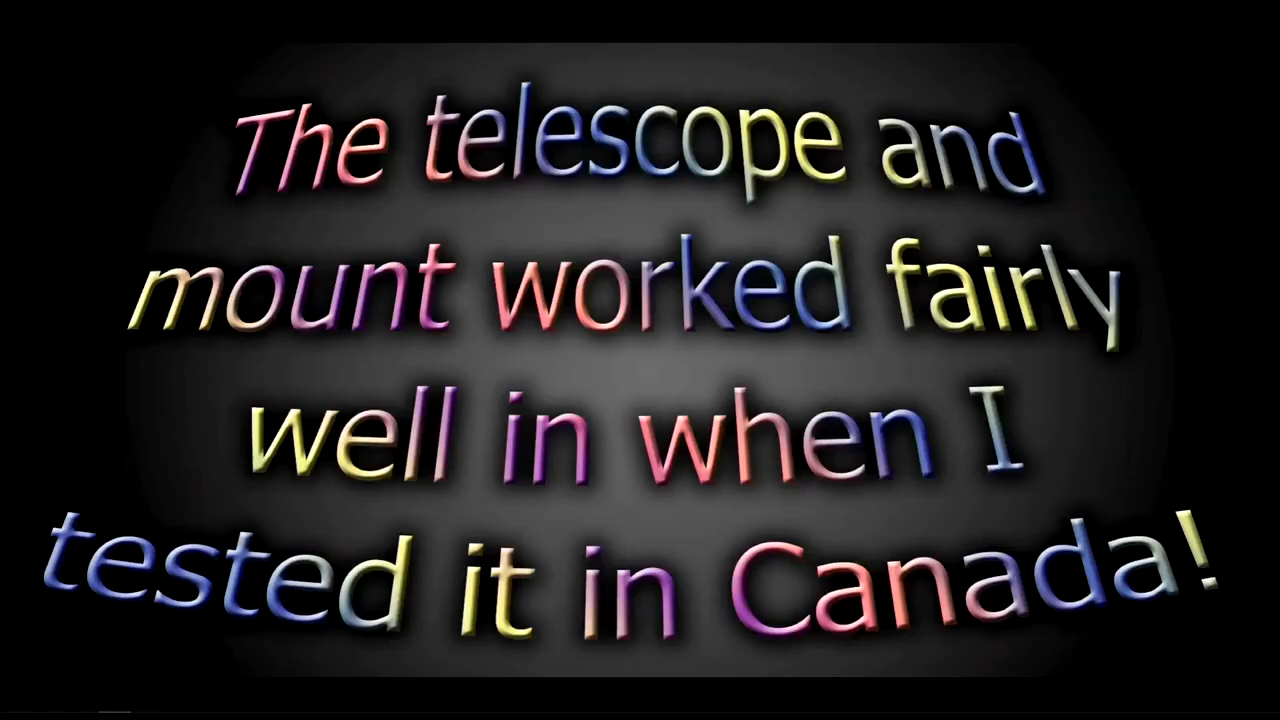 The telescope and
mount worked fairly
well in when I
tested it in Canada!